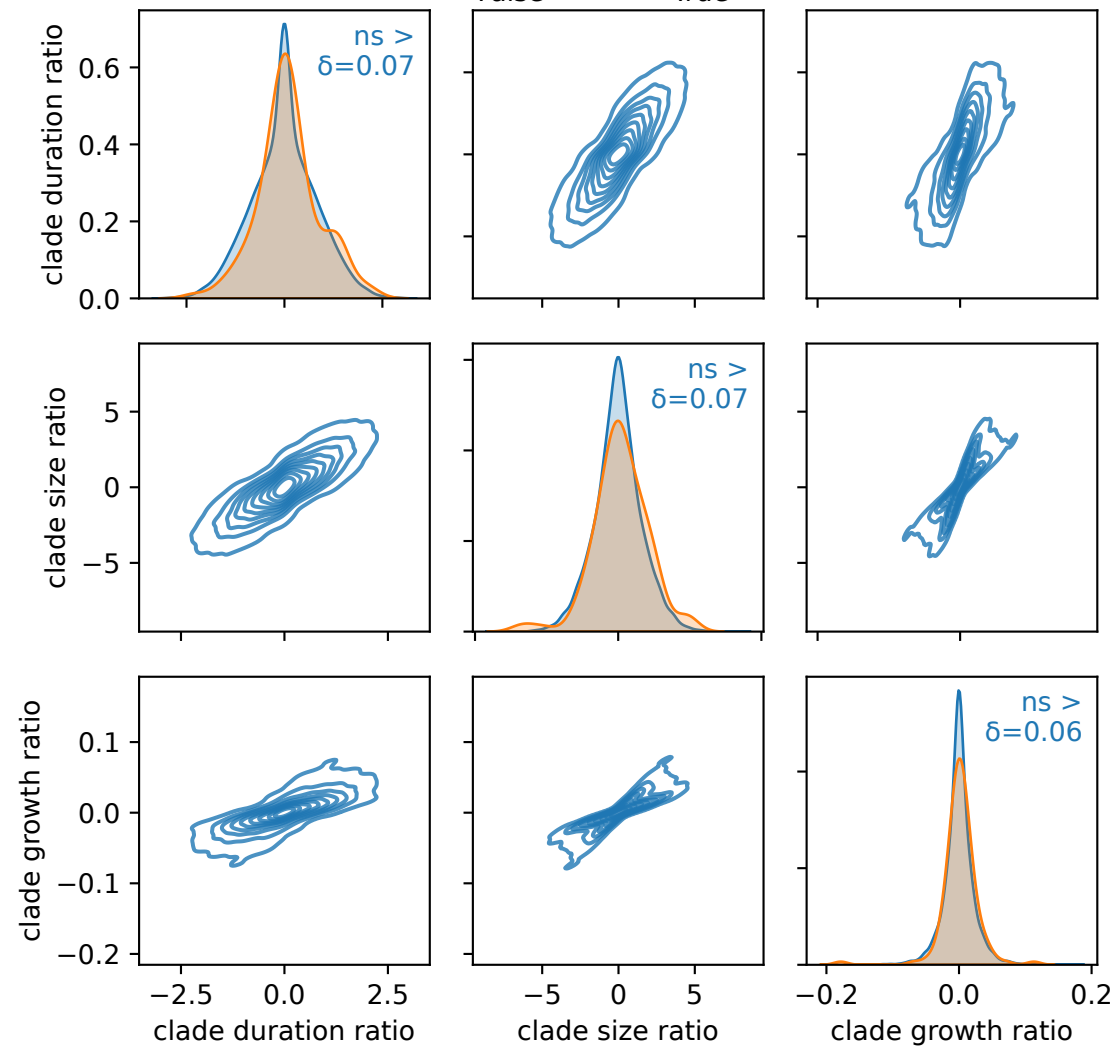 clade duration ratio
0.6
0.4
0.2
0.0
ns >
δ=0.07
clade size ratio
5
0
−5
ns >
δ=0.07
clade growth ratio
0.1
0.0
−0.1
−0.2
ns >
δ=0.06
−2.5 0.0 2.5
−5 0 5
−0.2 0.0 0.2
clade duration ratio
clade size ratio
clade growth ratio